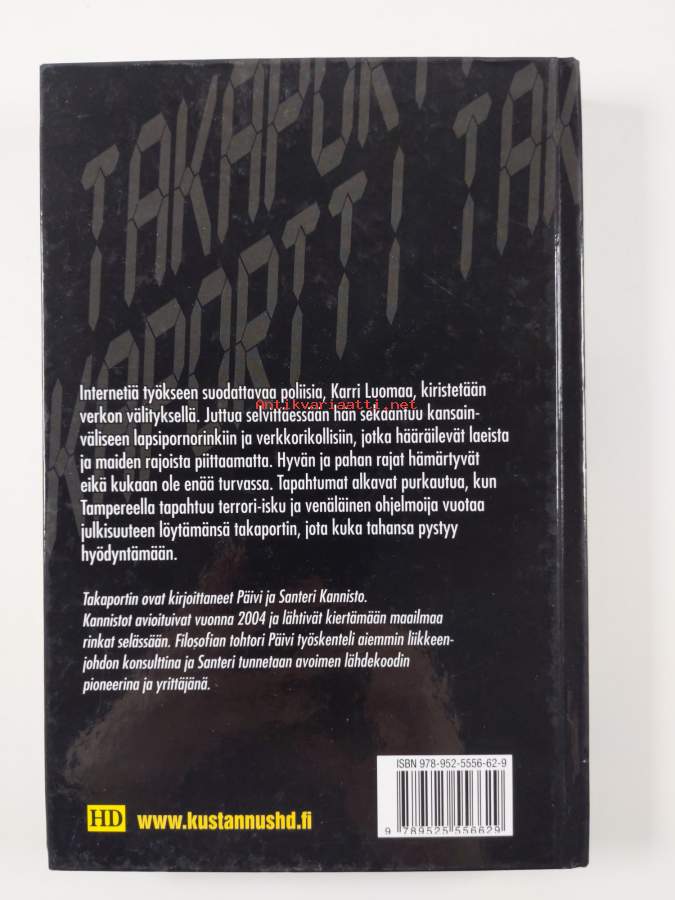 TAKAPORTTI
TAKAPORTTI TAK
KAPORTTI
Internetiä työkseen suodattavaa poliisia, Karri Luomaa, kiristetään
verkon välityksellä. Juttua selvittäessään hän sekaantuu kansain-
väliseen lapsipornorinkiin ja verkkorikollisiin, jotka hääräilevät laeista
ja maiden rajoista piittaamatta. Hyvän ja pahan rajat hämärtyvät
eikä kukaan ole enää turvassa. Tapahtumat alkavat purkautua, kun
Tampereella tapahtuu terrori-isku ja venäläinen ohjelmoija vuotaa
julkisuuteen löytämänsä takaportin, jota kuka tahansa pystyy
hyödyntämään.
Antikvariaatti.net
Takaportin ovat kirjoittaneet Päivi ja Santeri Kannisto.
Kannistot avioituivat vuonna 2004 ja lähtivät kiertämään maailmaa
rinkat selässään. Filosofian tohtori Päivi työskenteli aiemmin liikkeen-
johdon konsulttina ja Santeri tunnetaan avoimen lähdekoodin
pioneerina ja yrittäjänä.
ISBN 978-952-5556-62-9
9 789525 556629
HD www.kustannushd.fi